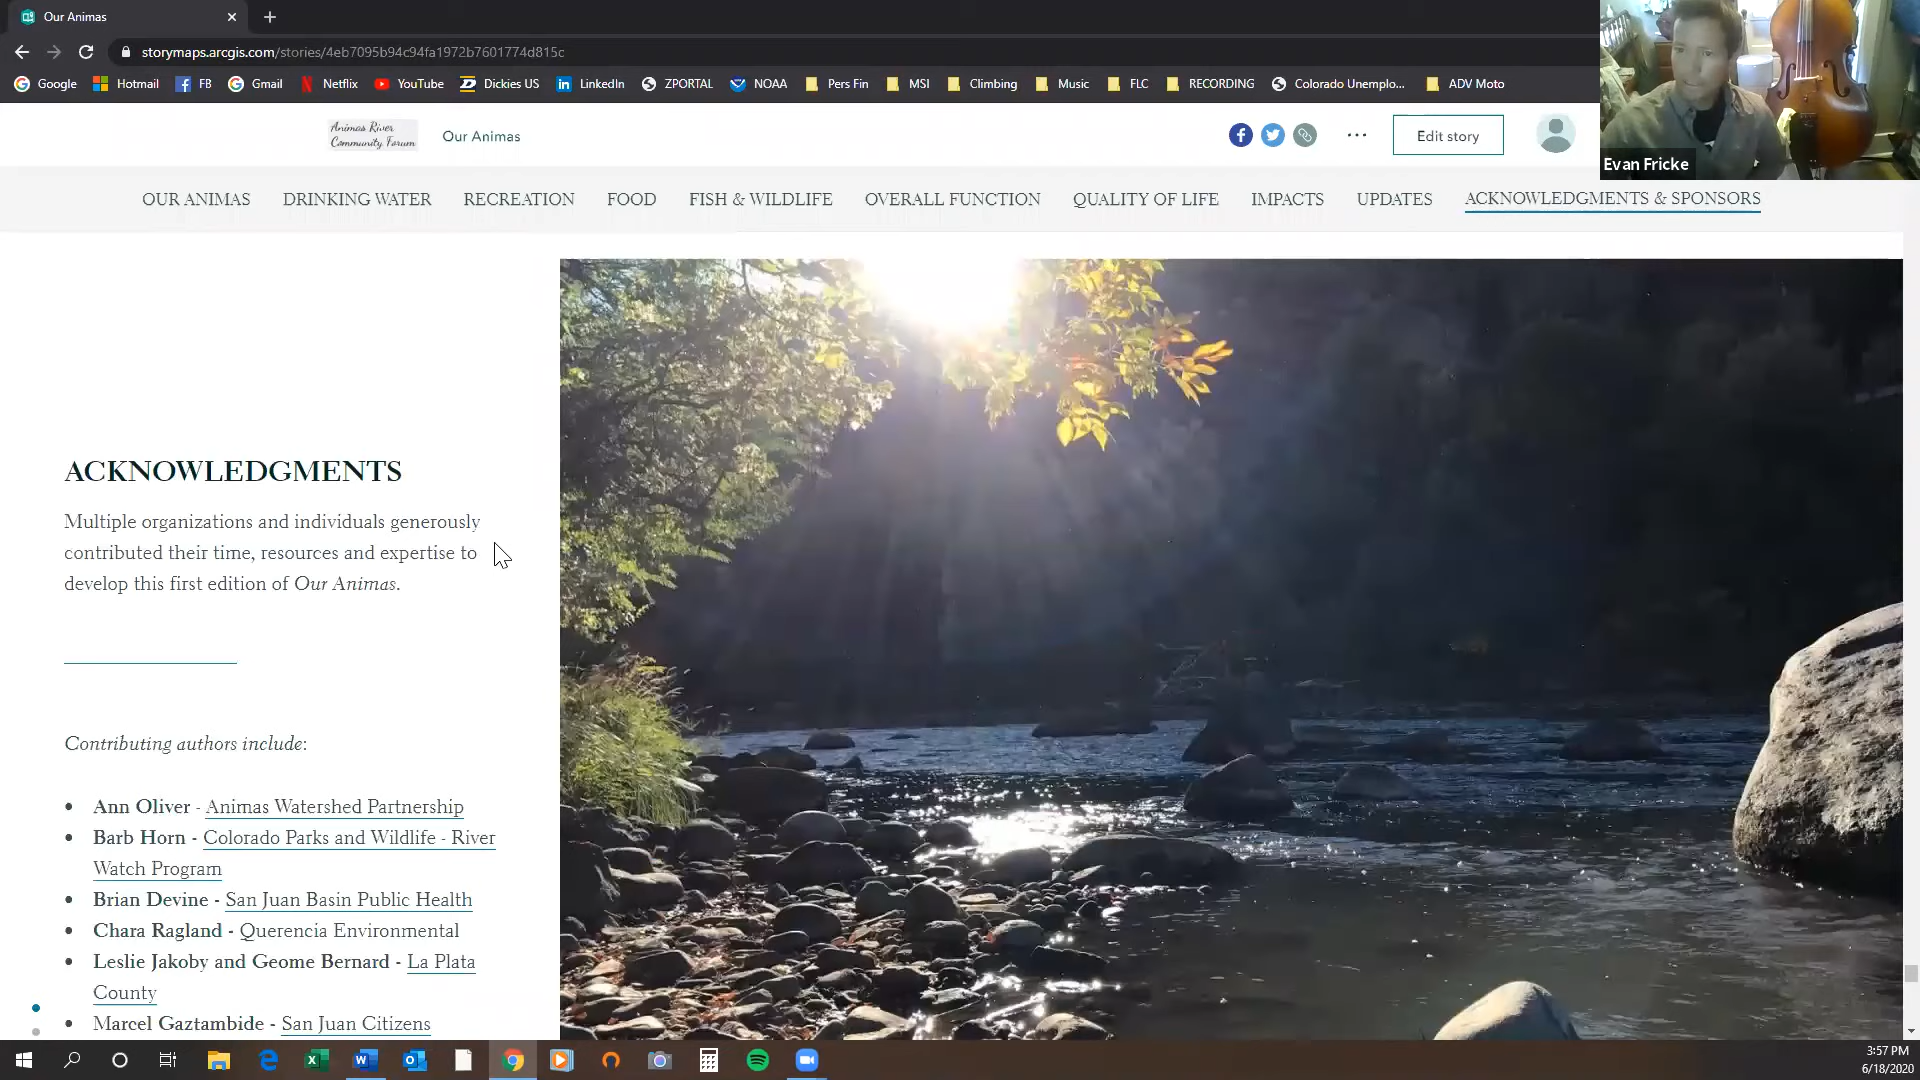 Our Animas
storymaps.arcgis.com/stories/4eb7095b94c94fa1972b7601774d815c
Google Hotmail FB Gmail Netflix YouTube Dickies US LinkedIn ZPORTAL NOAA Pers Fin MSI Climbing Music FLC RECORDING Colorado Unemplo... ADV Moto
Animas River
Community Forum
Our Animas
Edit story
Evan Fricke
OUR ANIMAS DRINKING WATER RECREATION FOOD FISH & WILDLIFE OVERALL FUNCTION QUALITY OF LIFE IMPACTS UPDATES ACKNOWLEDGMENTS & SPONSORS
ACKNOWLEDGMENTS
Multiple organizations and individuals generously
contributed their time, resources and expertise to
develop this first edition of Our Animas.
Contributing authors include:
• Ann Oliver - Animas Watershed Partnership
• Barb Horn - Colorado Parks and Wildlife - River
Watch Program
• Brian Devine - San Juan Basin Public Health
• Chara Ragland - Querencia Environmental
• Leslie Jakoby and Geome Bernard - La Plata
County
• Marcel Gaztambide - San Juan Citizens
3:57 PM
6/18/2020